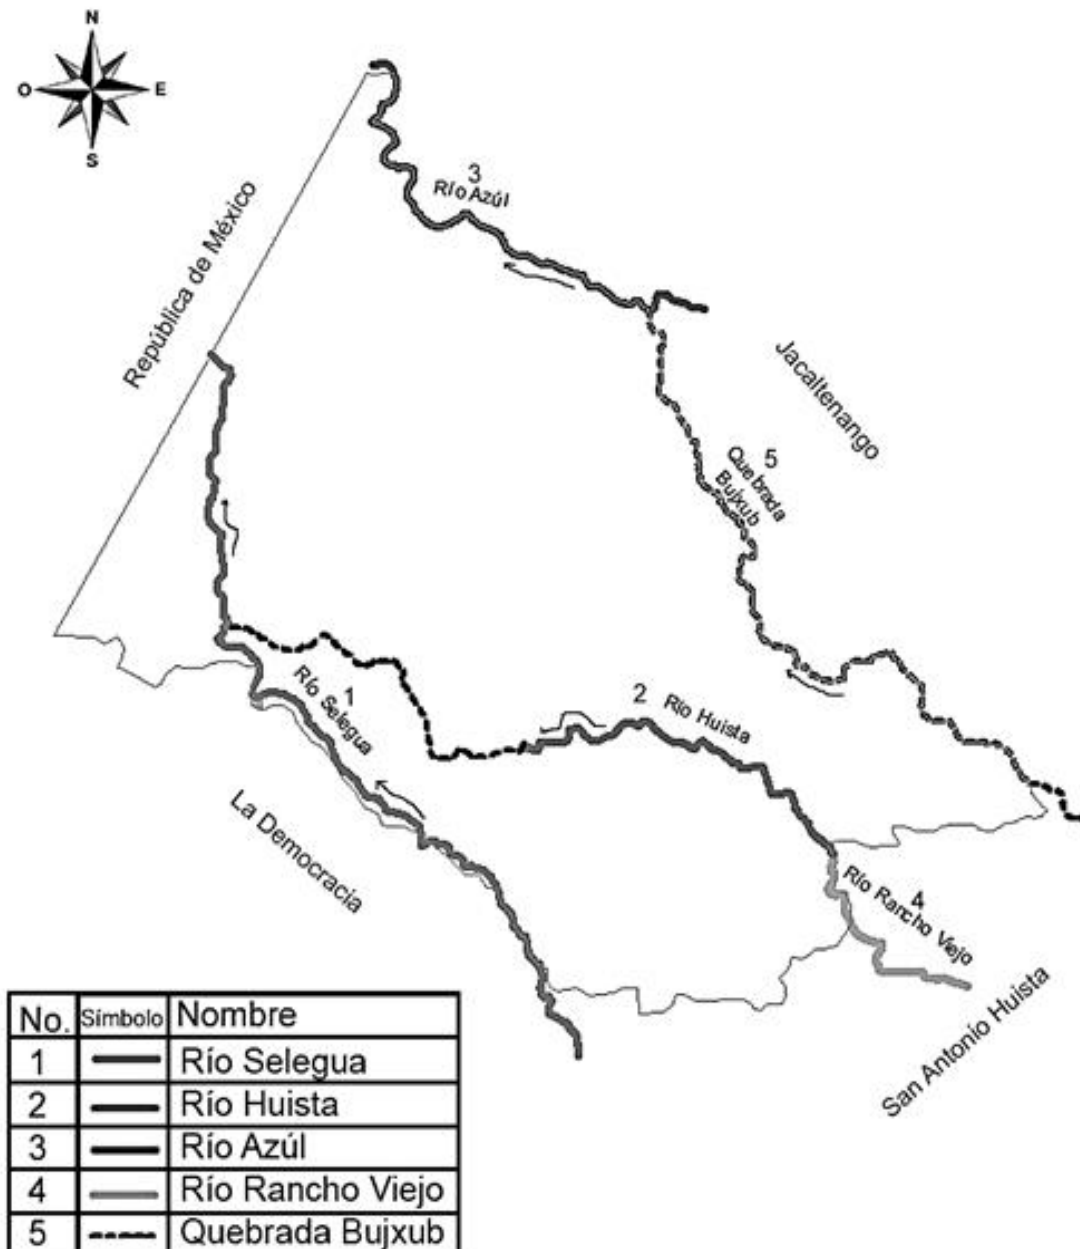 N
O E
S
República de México
3
Río Azúl
Jacaltenango
5
Quebrada
Bujxub
1
Río Selegua
2 Río Huista
La Democracia
Río Rancho Viejo
4
San Antonio Huista
No. Símbolo Nombre
1 Río Selegua
2 Río Huista
3 Río Azúl
4 Río Rancho Viejo
5 Quebrada Bujxub